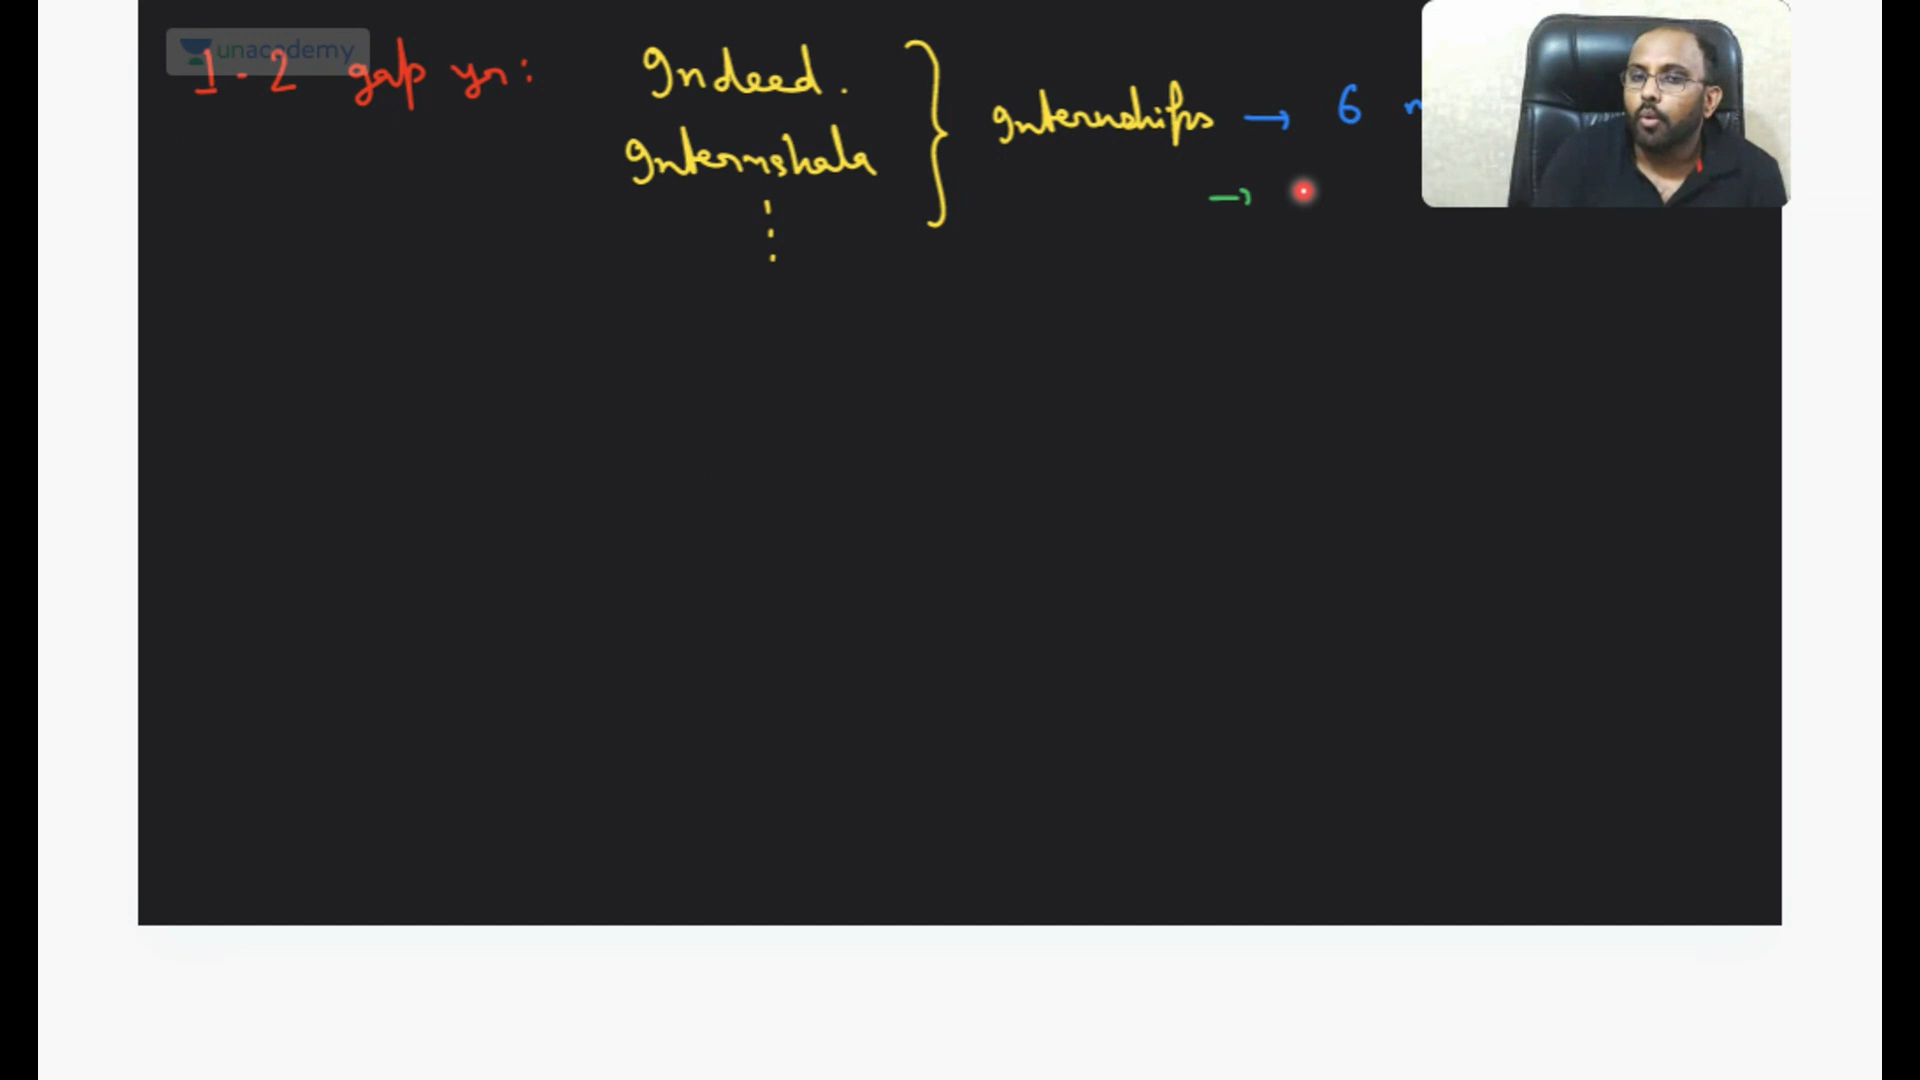 unacademy
1 - 2 gap yr: Indeed.
Internshala
Internships → 6 m
→